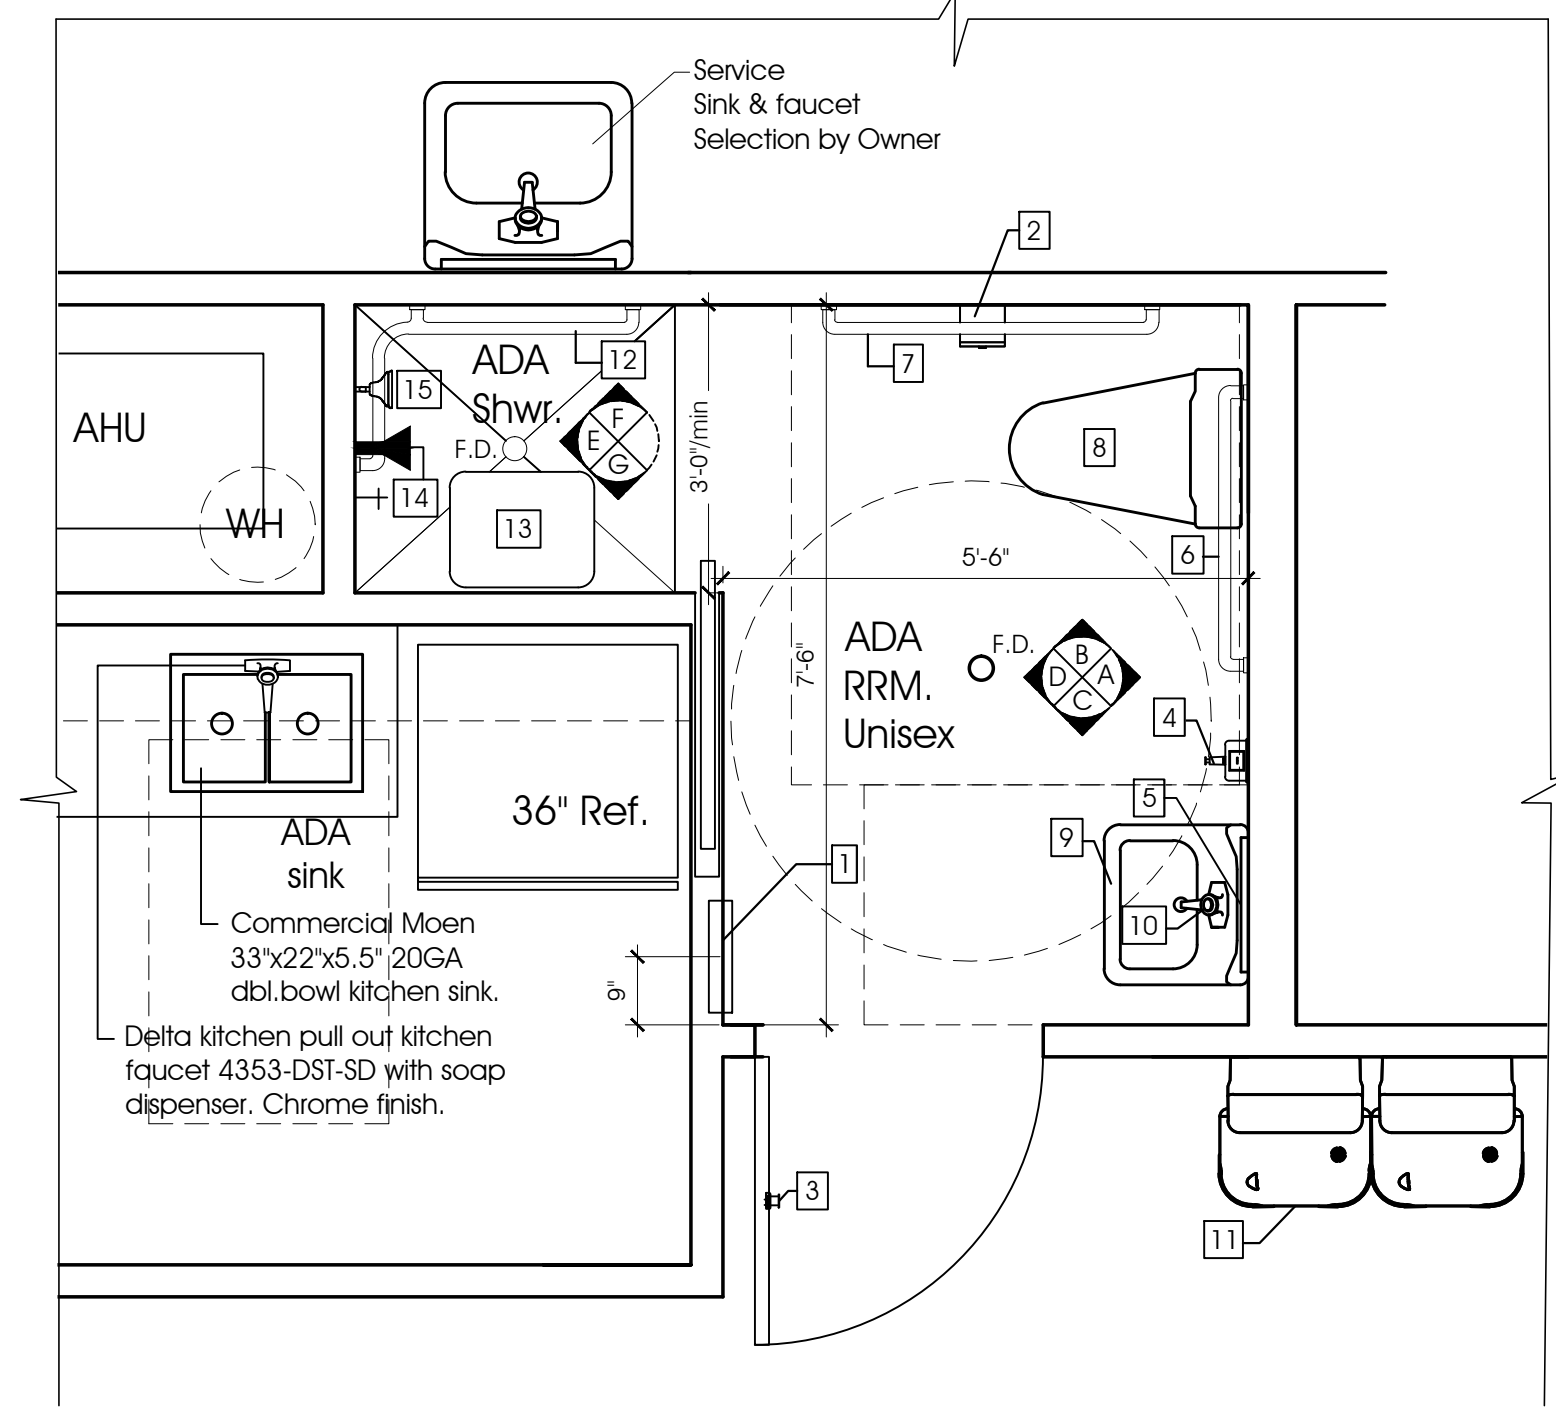 Service
Sink & faucet
Selection by Owner
2
12
7
15
ADA
Shwr.
AHU
F
E
G
F.D.
8
3'-0"/min
14
WH
13
6
5'-6"
7'-6"
ADA
RRM.
Unisex
F.D.
B
D
A
C
4
5
36" Ref.
9
ADA
sink
1
10
Commercial Moen
33"x22"x5.5" 20GA
dbl.bowl kitchen sink.
9"
Delta kitchen pull out kitchen
faucet 4353-DST-SD with soap
dispenser. Chrome finish.
3
11